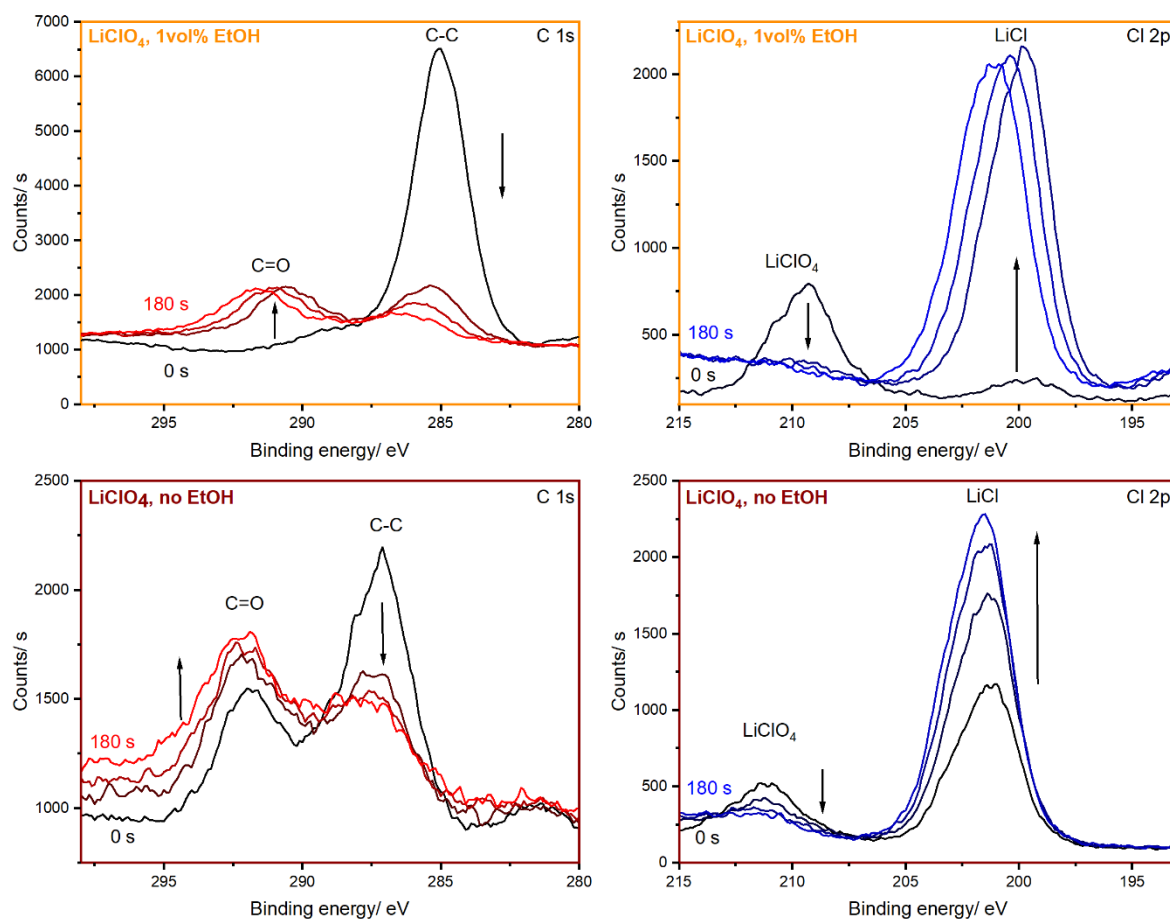 LiClO₄, 1vol% EtOH
C-C
C 1s
7000
6000
5000
4000
3000
2000
1000
0
Counts/ s
C=O
180 s
0 s
295
290
285
280
Binding energy/ eV
LiClO₄, 1vol% EtOH
LiCl
Cl 2p
2000
1500
1000
500
Counts/ s
LiClO₄
180 s
0 s
215
210
205
200
195
Binding energy/ eV
LiClO₄, no EtOH
C 1s
C-C
2500
2000
1500
1000
Counts/ s
C=O
180 s
0 s
295
290
285
280
Binding energy/ eV
LiClO₄, no EtOH
LiCl
Cl 2p
2500
2000
1500
1000
500
0
Counts/ s
LiClO₄
180 s
0 s
215
210
205
200
195
Binding energy/ eV